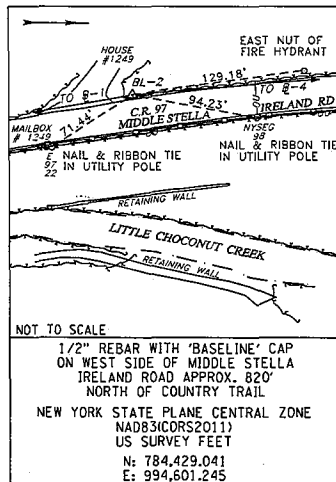 EAST NUT OF
FIRE HYDRANT
HOUSE
#1249
BL-2
129.18'
TO
-1
TO
-4
C.R. 97
MIDDLE STELLA
94.23'
IRELAND RD
MAILBOX
# 1249
71.44'
E
97
22
NAIL & RIBBON TIE
IN UTILITY POLE
NYSEG
98
NAIL & RIBBON TIE
IN UTILITY POLE
RETAINING WALL
LITTLE CHOCONUT CREEK
RETAINING WALL
NOT TO SCALE
1/2" REBAR WITH 'BASELINE' CAP
ON WEST SIDE OF MIDDLE STELLA
IRELAND ROAD APPROX. 820'
NORTH OF COUNTRY TRAIL
NEW YORK STATE PLANE CENTRAL ZONE
NAD83(CORS2011)
US SURVEY FEET
N: 784,429.041
E: 994,601.245